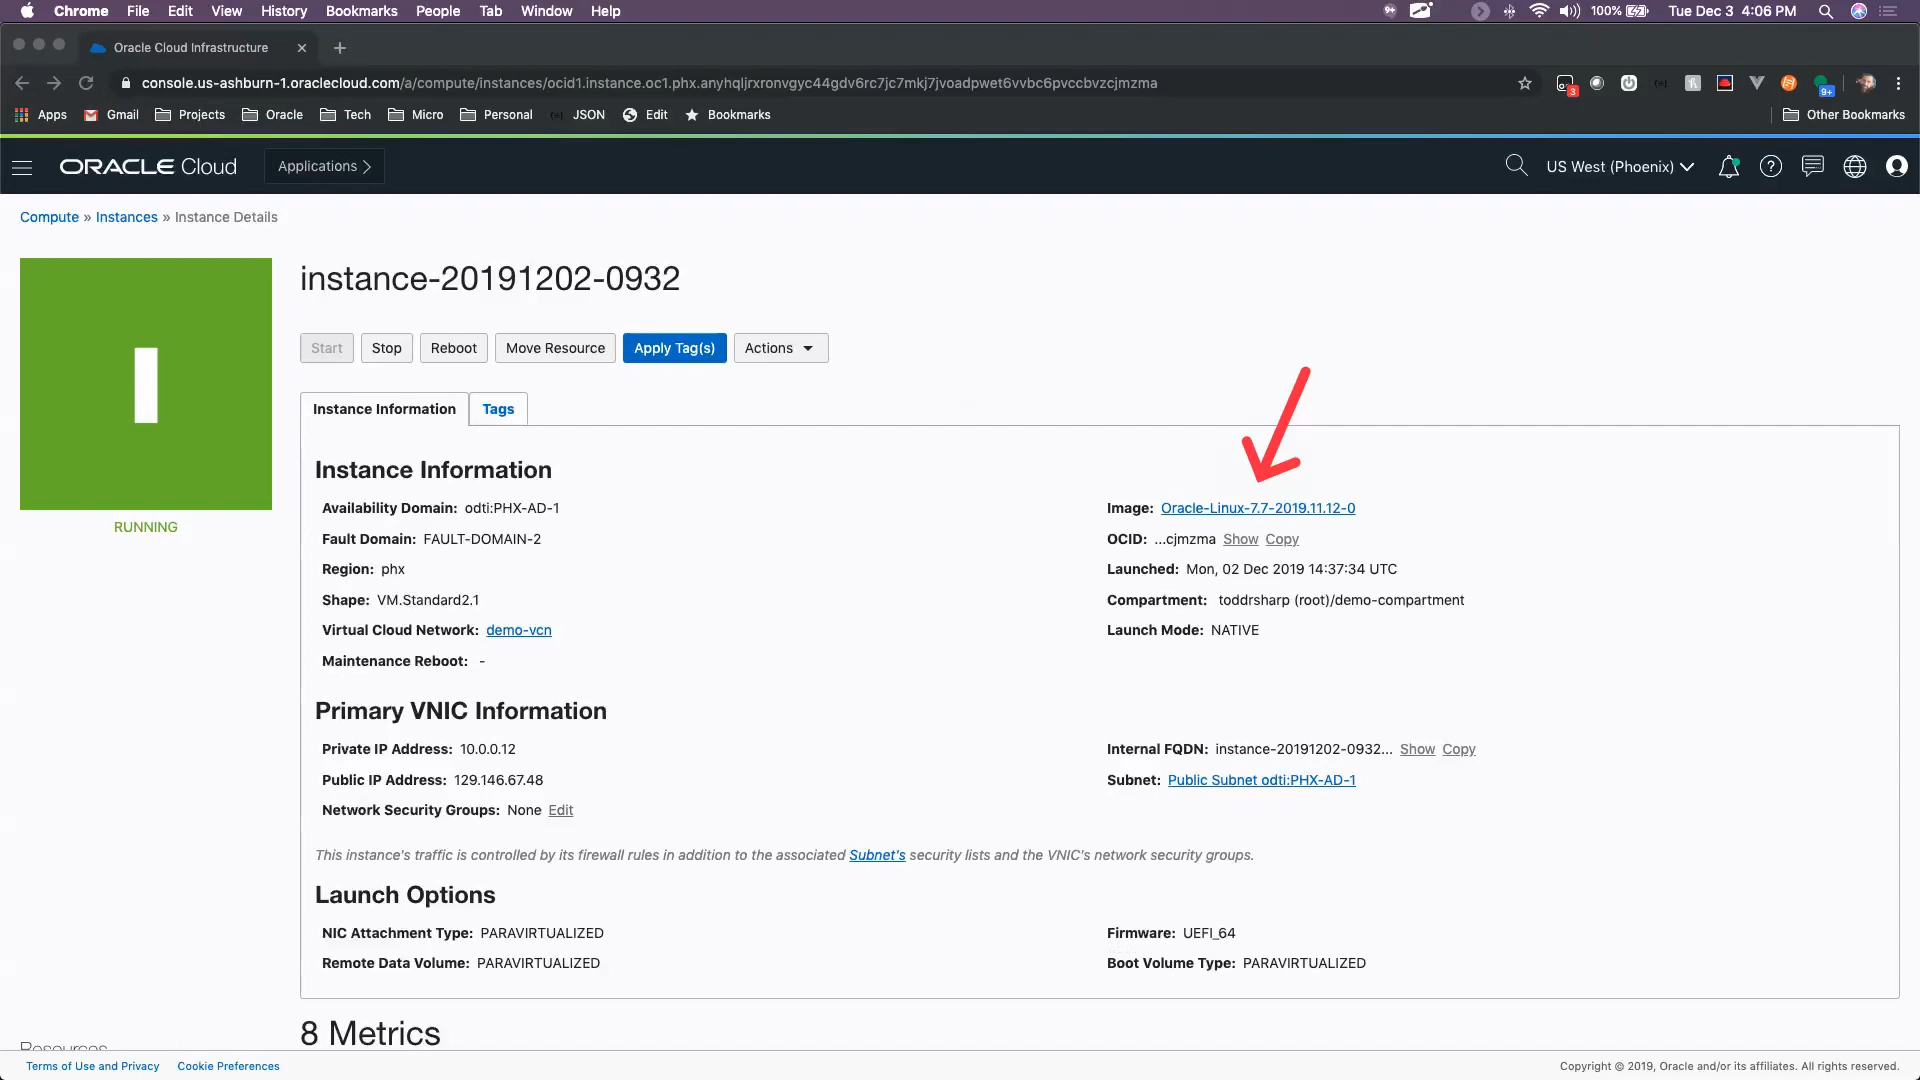 Chrome File Edit View History Bookmarks People Tab Window Help 100% Tue Dec 3 4:06 PM
Oracle Cloud Infrastructure
console.us-ashburn-1.oraclecloud.com/a/compute/instances/ocid1.instance.oc1.phx.anyhqljrxronvgyc44gdv6rc7jc7mkj7jvoadpwet6vvbc6pvccbvzcjmzma 3 9+
Apps Gmail Projects Oracle Tech Micro Personal JSON Edit Bookmarks Other Bookmarks
ORACLE Cloud Applications US West (Phoenix)
Compute » Instances » Instance Details
I
RUNNING
instance-20191202-0932
Start Stop Reboot Move Resource Apply Tag(s) Actions
Instance Information Tags
Instance Information
Availability Domain: odti:PHX-AD-1
Fault Domain: FAULT-DOMAIN-2
Region: phx
Shape: VM.Standard2.1
Virtual Cloud Network: demo-vcn
Maintenance Reboot: -
Image: Oracle-Linux-7.7-2019.11.12-0
OCID: ...cjmzma Show Copy
Launched: Mon, 02 Dec 2019 14:37:34 UTC
Compartment: toddrsharp (root)/demo-compartment
Launch Mode: NATIVE
Primary VNIC Information
Private IP Address: 10.0.0.12
Public IP Address: 129.146.67.48
Network Security Groups: None Edit
Internal FQDN: instance-20191202-0932... Show Copy
Subnet: Public Subnet odti:PHX-AD-1
This instance's traffic is controlled by its firewall rules in addition to the associated Subnet's security lists and the VNIC's network security groups.
Launch Options
NIC Attachment Type: PARAVIRTUALIZED
Remote Data Volume: PARAVIRTUALIZED
Firmware: UEFI_64
Boot Volume Type: PARAVIRTUALIZED
8 Metrics
Resources
Terms of Use and Privacy Cookie Preferences
Copyright © 2019, Oracle and/or its affiliates. All rights reserved.